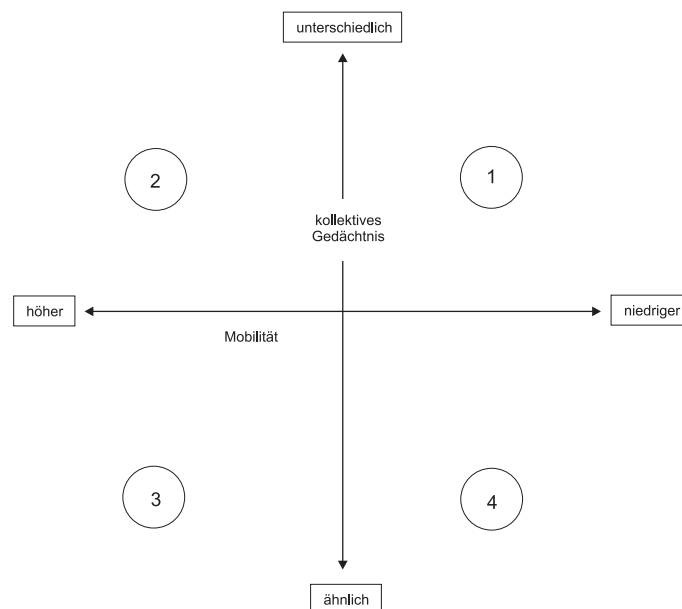 unterschiedlich
2
1
kollektives
Gedächtnis
höher
niedriger
Mobilität
3
4
ähnlich